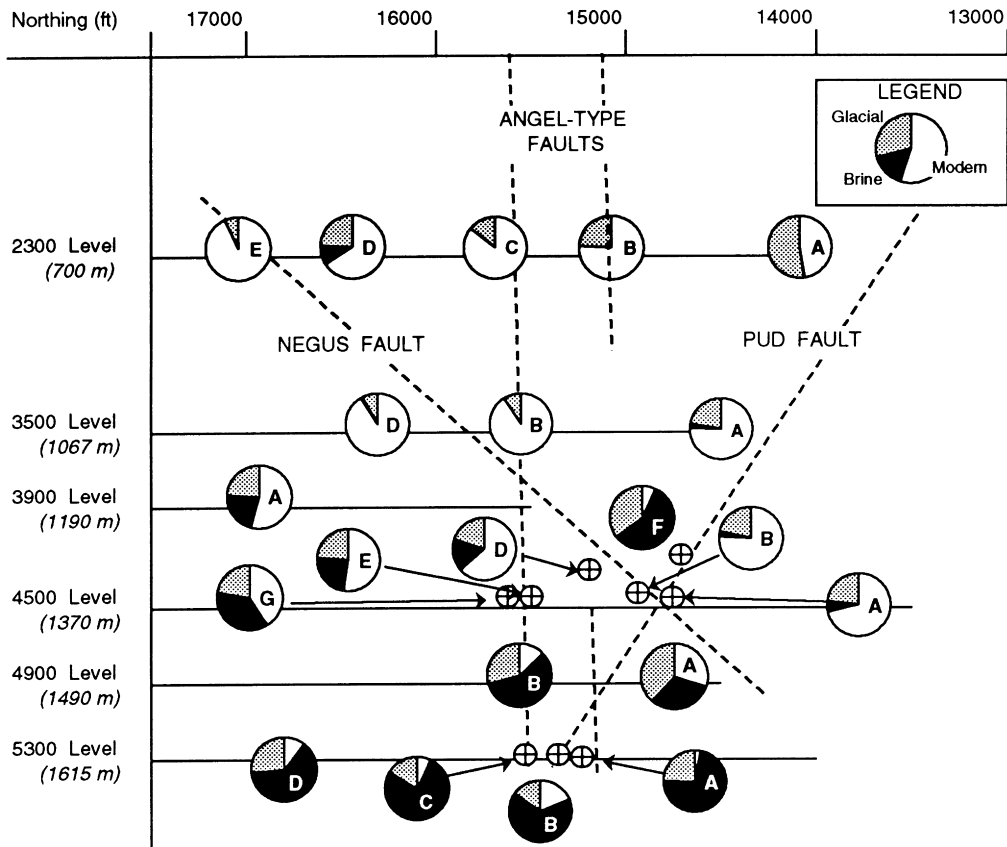 Northing (ft) 17000 16000 15000 14000 13000
LEGEND
Glacial
Brine
Modern
ANGEL-TYPE
FAULTS
2300 Level
(700 m)
E D C B A
NEGUS FAULT
PUD FAULT
3500 Level
(1067 m)
D B A
3900 Level
(1190 m)
A
F
D
E
B
4500 Level
(1370 m)
G
A
4900 Level
(1490 m)
B
A
5300 Level
(1615 m)
D
C
B
A